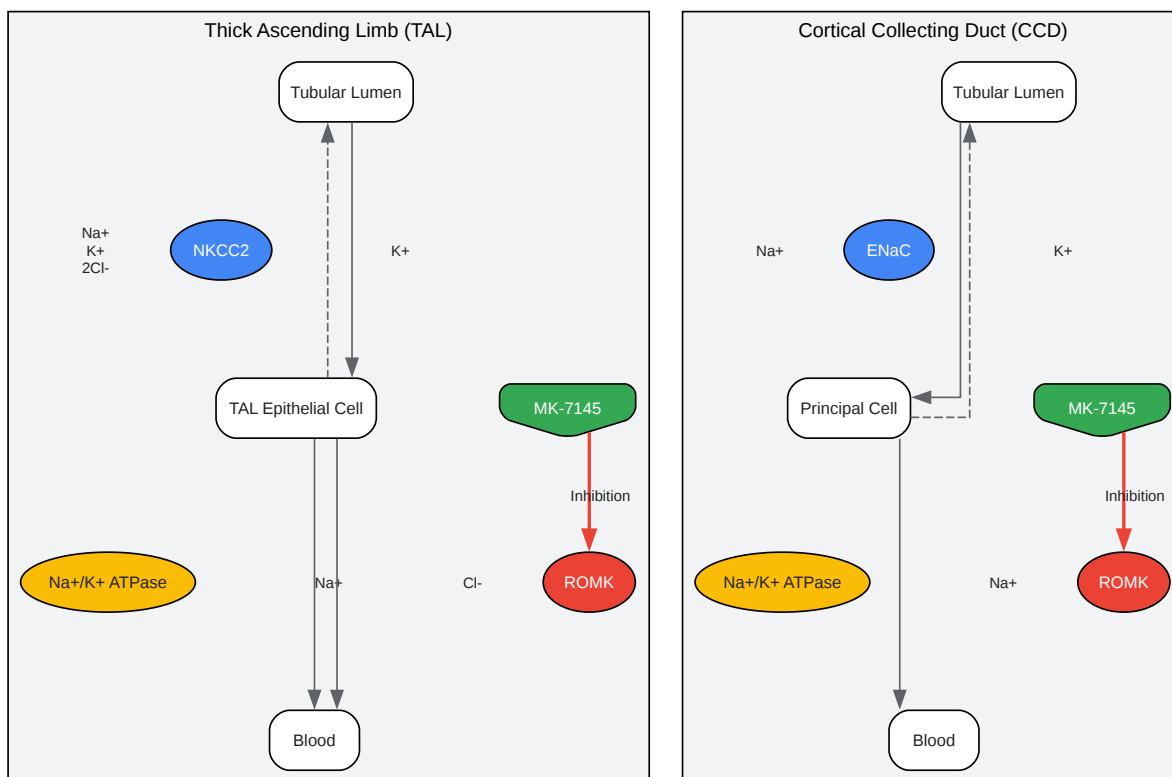 Thick Ascending Limb (TAL)
Tubular Lumen
Na+
K+
2Cl-
NKCC2
K+
TAL Epithelial Cell
MK-7145
Inhibition
Na+/K+ ATPase
Na+
Cl-
ROMK
Blood
Cortical Collecting Duct (CCD)
Tubular Lumen
Na+
ENaC
K+
Principal Cell
MK-7145
Inhibition
Na+/K+ ATPase
Na+
ROMK
Blood